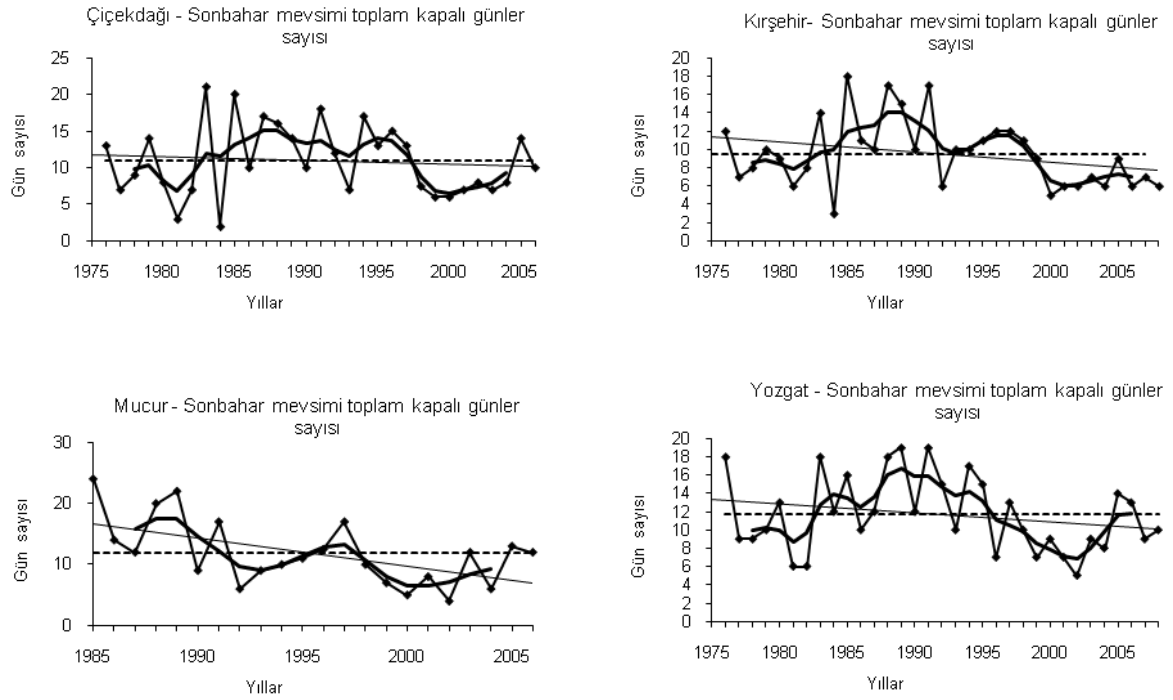 Çiçekdağı - Sonbahar mevsimi toplam kapalı günler
sayısı
25
20
15
10
5
0
Gün sayısı
1975 1980 1985 1990 1995 2000 2005
Yıllar
Kırşehir- Sonbahar mevsimi toplam kapalı günler
sayısı
20
18
16
14
12
10
8
6
4
2
0
Gün sayısı
1975 1980 1985 1990 1995 2000 2005
Yıllar
Mucur - Sonbahar mevsimi toplam kapalı günler
sayısı
30
20
10
0
Gün sayısı
1985 1990 1995 2000 2005
Yıllar
Yozgat - Sonbahar mevsimi toplam kapalı günler
sayısı
20
18
16
14
12
10
8
6
4
2
0
Gün sayısı
1975 1980 1985 1990 1995 2000 2005
Yıllar